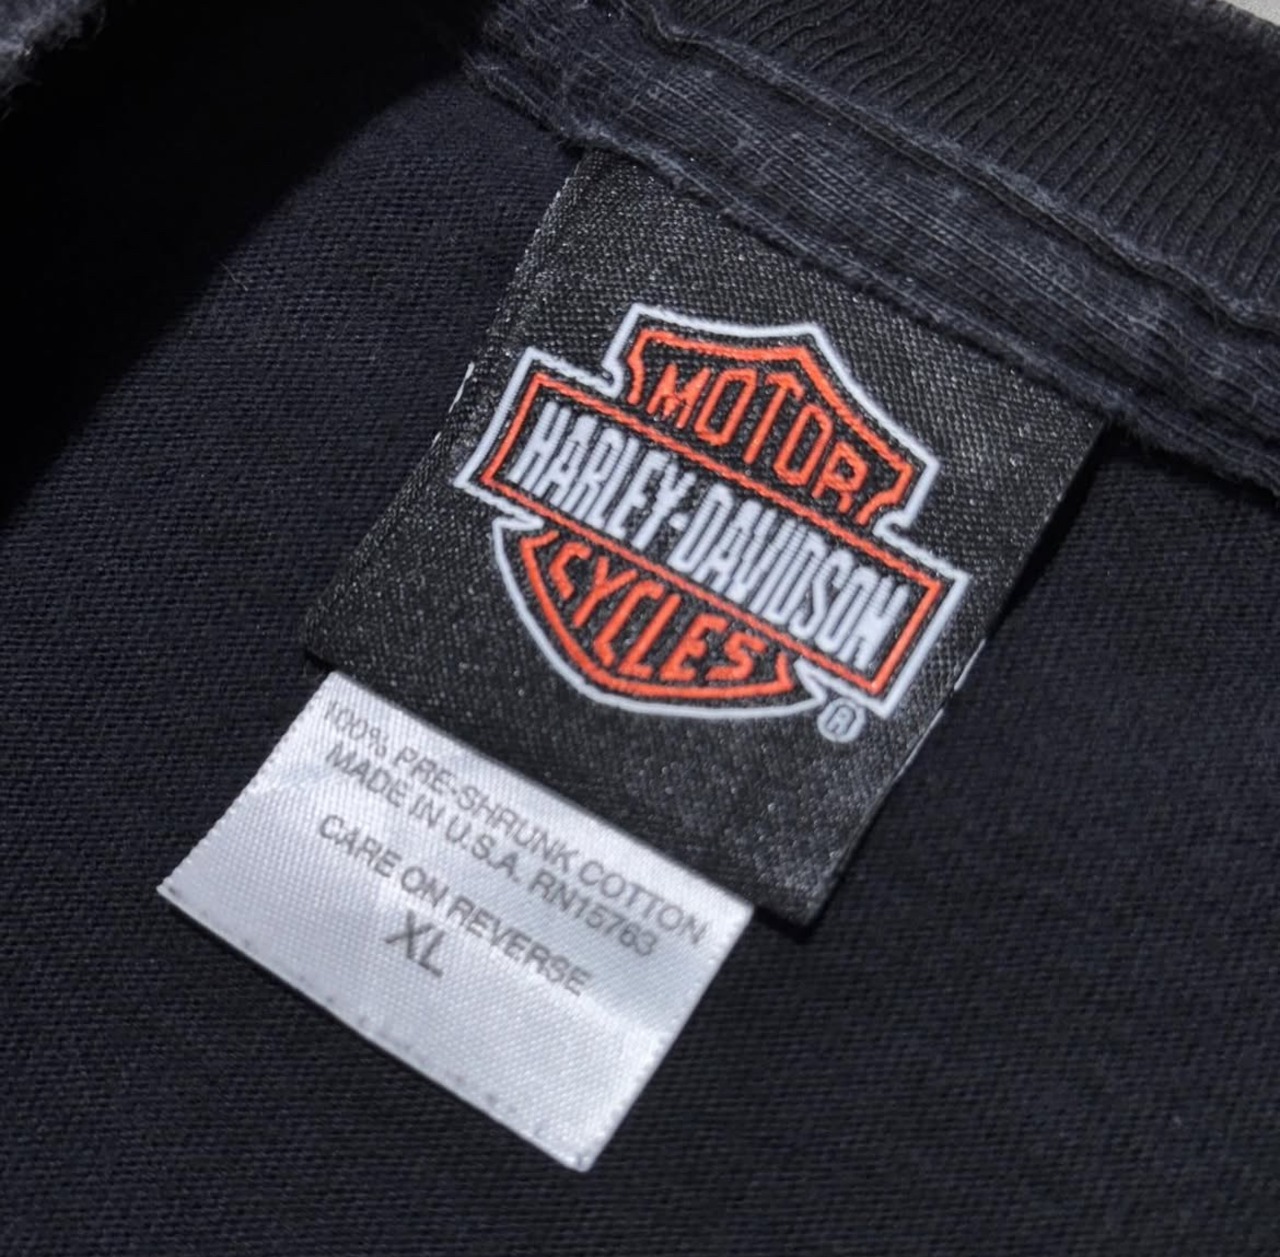 MOTOR
HARLEY-DAVIDSON
CYCLES
®
100% PRE-SHRUNK COTTON
MADE IN U.S.A. RN15763
CARE ON REVERSE
XL